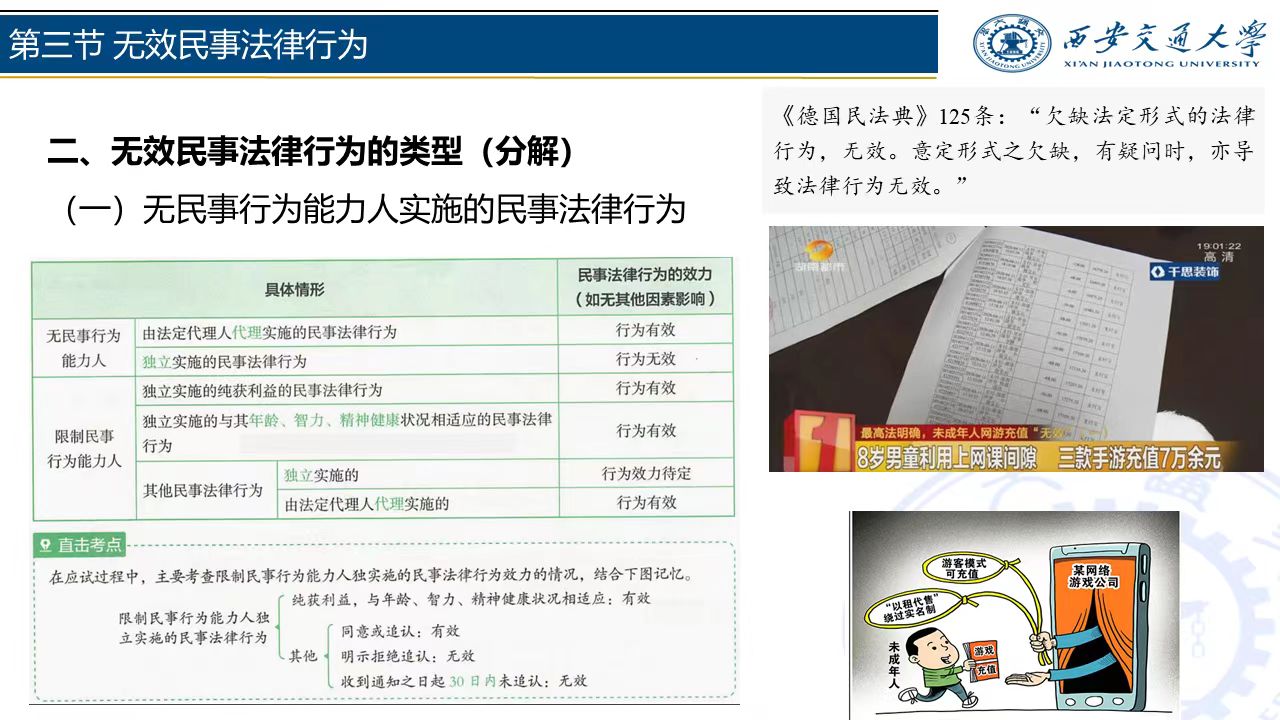 第三节 无效民事法律行为
西安交通大学
XI'AN JIAOTONG UNIVERSITY
二、无效民事法律行为的类型（分解）
（一）无民事行为能力人实施的民事法律行为
具体情形
民事法律行为的效力
（如无其他因素影响）
无民事行为
能力人
由法定代理人代理实施的民事法律行为
行为有效
独立实施的民事法律行为
行为无效
限制民事
行为能力人
独立实施的纯获利益的民事法律行为
行为有效
独立实施的与其年龄、智力、精神健康状况相适应的民事法律
行为
行为有效
其他民事法律行为
独立实施的
行为效力待定
由法定代理人代理实施的
行为有效
直击考点
在应试过程中，主要考查限制民事行为能力人独实施的民事法律行为效力的情况，结合下图记忆。
限制民事行为能力人独
立实施的民事法律行为
纯获利益，与年龄、智力、精神健康状况相适应：有效
其他
同意或追认：有效
明示拒绝追认：无效
收到通知之日起 30 日内未追认：无效
《德国民法典》125条：“欠缺法定形式的法律
行为，无效。意定形式之欠缺，有疑问时，亦导
致法律行为无效。”
湖南都市
19:01:22
高清
千思装饰
最高法明确，未成年人网游充值“无效”
8岁男童利用上网课间隙 三款手游充值7万余元
游客模式
可充值
“以租代售”
绕过实名制
某网络
游戏公司
未成年人
游戏
充值